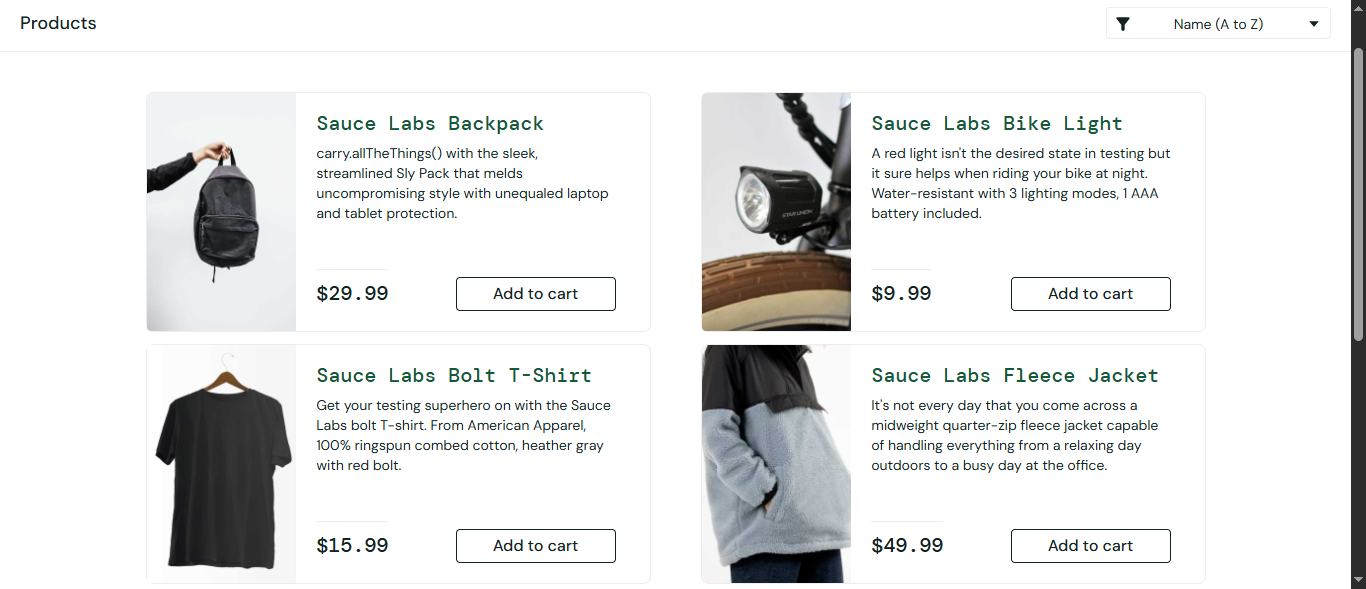 Products
Name (A to Z)
Sauce Labs Backpack
carry.allTheThings() with the sleek,
streamlined Sly Pack that melds
uncompromising style with unequaled laptop
and tablet protection.
$29.99
Add to cart
Sauce Labs Bike Light
A red light isn't the desired state in testing but
it sure helps when riding your bike at night.
Water-resistant with 3 lighting modes, 1 AAA
battery included.
$9.99
Add to cart
STAR UNION
Sauce Labs Bolt T-Shirt
Get your testing superhero on with the Sauce
Labs bolt T-shirt. From American Apparel,
100% ringspun combed cotton, heather gray
with red bolt.
$15.99
Add to cart
Sauce Labs Fleece Jacket
It's not every day that you come across a
midweight quarter-zip fleece jacket capable
of handling everything from a relaxing day
outdoors to a busy day at the office.
$49.99
Add to cart